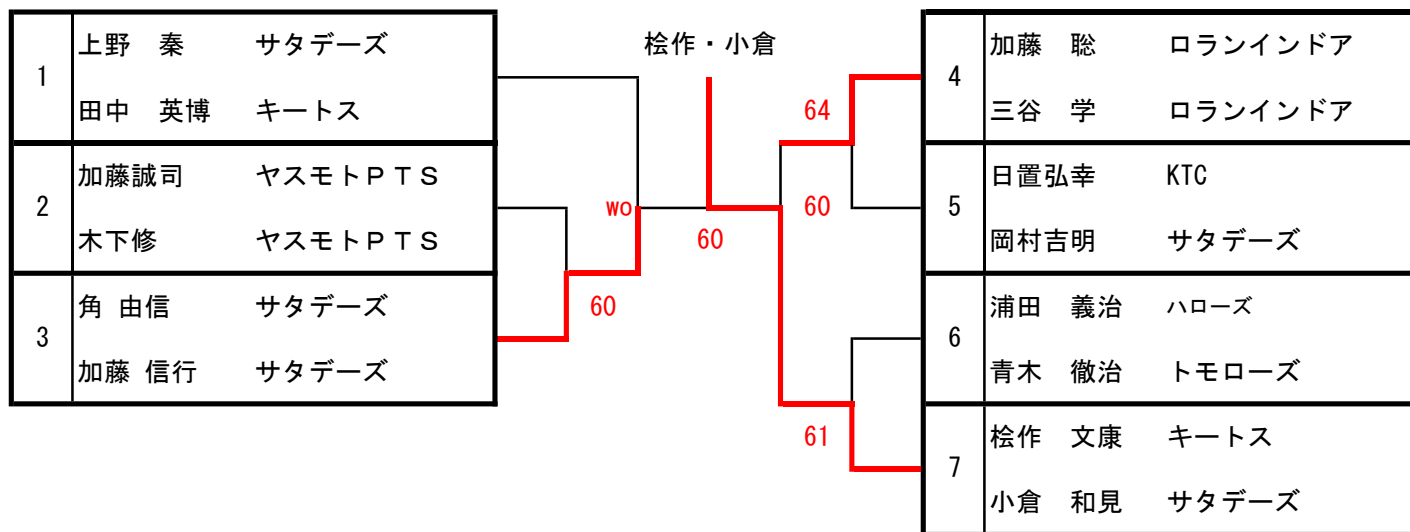 1
上野　秦　サタデーズ
田中　英博　キートス
2
加藤誠司　ヤスモトＰＴＳ
木下修　ヤスモトＰＴＳ
3
角 由信　サタデーズ
加藤 信行　サタデーズ
桧作・小倉
wo
60
60
64
60
61
4
加藤　聡　ロランインドア
三谷　学　ロランインドア
5
日置弘幸　KTC
岡村吉明　サタデーズ
6
浦田　義治　ハローズ
青木　徹治　トモローズ
7
桧作　文康　キートス
小倉　和見　サタデーズ